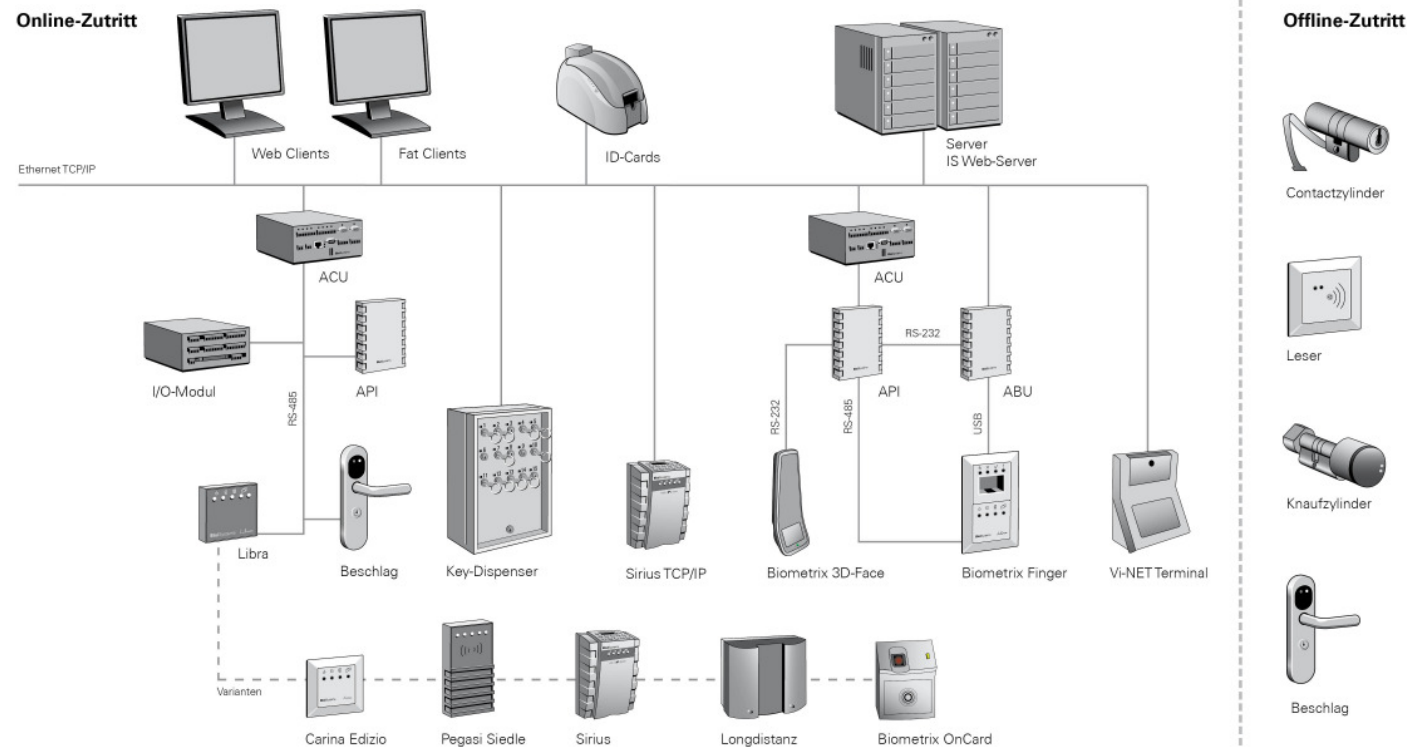 Online-Zutritt
Offline-Zutritt
Web Clients
Fat Clients
ID-Cards
Server
IS Web-Server
Ethernet TCP/IP
Contactzylinder
ACU
ACU
RS-232
Leser
I/O-Modul
API
API
ABU
RS-485
RS-232
RS-485
USB
Knaufzylinder
Libra
Beschlag
Key-Dispenser
Sirius TCP/IP
Biometrix 3D-Face
Biometrix Finger
Vi-NET Terminal
Varianten
Beschlag
Carina Edizio
Pegasi Siedle
Sirius
Longdistanz
Biometrix OnCard